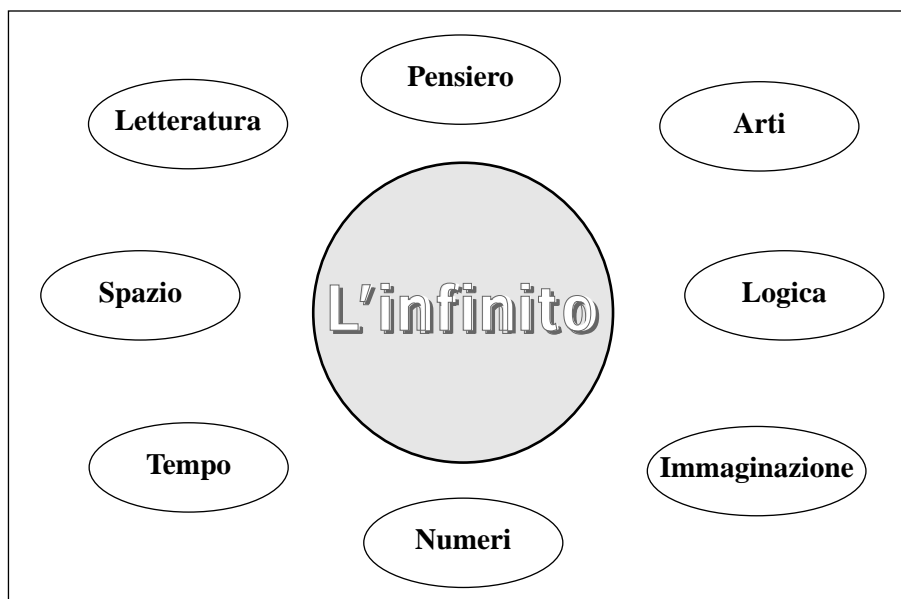 Pensiero
Letteratura
Arti
Spazio
L'infinito
Logica
Tempo
Immaginazione
Numeri